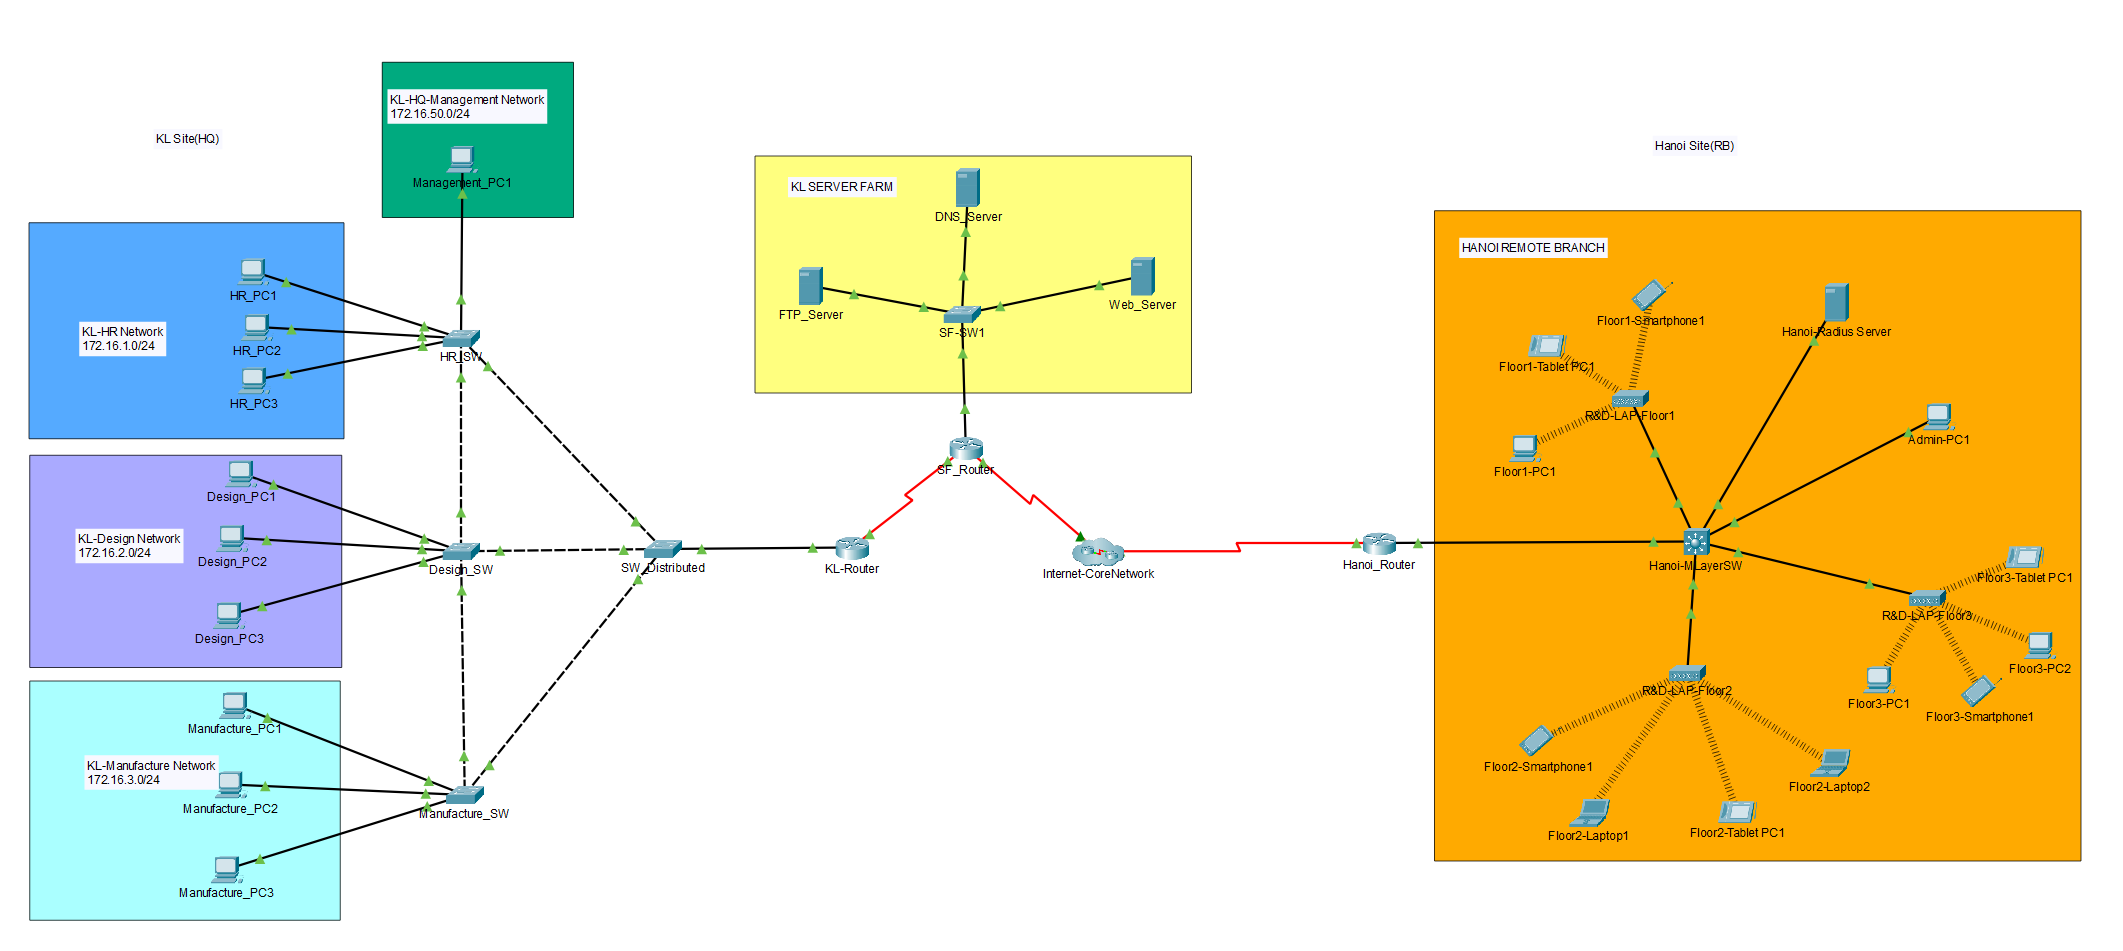 KL Site(HQ)
KL-HQ-Management Network
172.16.50.0/24
Management_PC1
KL-HR Network
172.16.1.0/24
HR_PC1
HR_PC2
HR_PC3
HR_SW
KL-Design Network
172.16.2.0/24
Design_PC1
Design_PC2
Design_PC3
Design_SW
KL-Manufacture Network
172.16.3.0/24
Manufacture_PC1
Manufacture_PC2
Manufacture_PC3
Manufacture_SW
SW_Distributed
KL-Router
KL SERVER FARM
DNS_Server
FTP_Server
Web_Server
SF-SW1
SF_Router
Internet-CoreNetwork
Hanoi_Router
Hanoi Site(RB)
HANOI REMOTE BRANCH
Floor1-Smartphone1
Floor1-Tablet PC1
R&D-LAP-Floor1
Floor1-PC1
Hanoi-Radius Server
Admin-PC1
Hanoi-MLayerSW
Floor3-Tablet PC1
R&D-LAP-Floor3
Floor3-PC2
Floor3-PC1
Floor3-Smartphone1
R&D-LAP-Floor2
Floor2-Smartphone1
Floor2-Laptop2
Floor2-Laptop1
Floor2-Tablet PC1